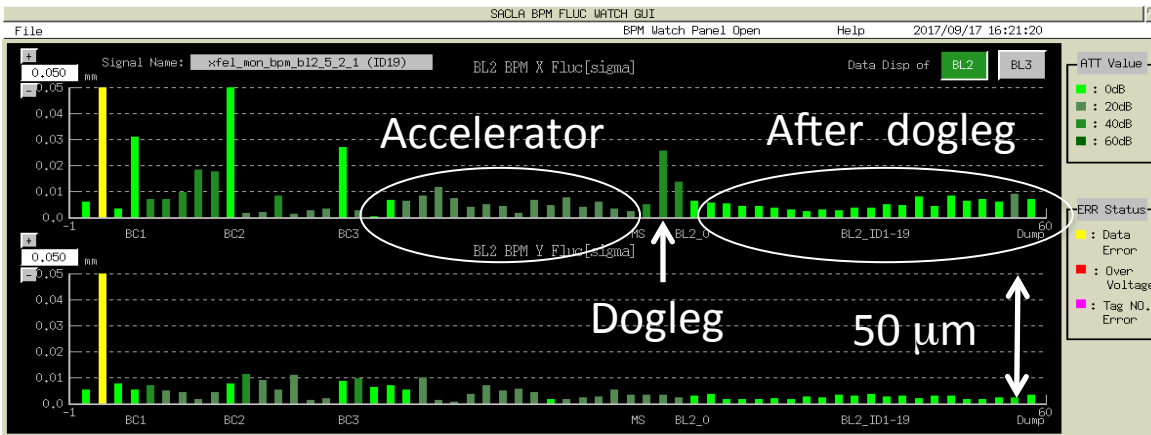 SACLA BPM FLUC WATCH GUI
File BPM Watch Panel Open Help 2017/09/17 16:21:20
+
0.050 mm
-
Signal Name: xfel_mon_bpm_bl2_5_2_1 (ID19)
BL2 BPM X Fluc[sigma]
Data Disp of BL2 BL3
0.05
0.04
0.03
0.02
0.01
0.0
Accelerator
After dogleg
-1 60
BC1 BC2 BC3 MS BL2_0 BL2_ID1-19 Dump
+
0.050 mm
-
BL2 BPM Y Fluc[sigma]
0.05
0.04
0.03
0.02
0.01
0.0
Dogleg
50 μm
-1 60
BC1 BC2 BC3 MS BL2_0 BL2_ID1-19 Dump
ATT Value
: 0dB
: 20dB
: 40dB
: 60dB
ERR Status
: Data
Error
: Over
Voltage
: Tag NO.
Error